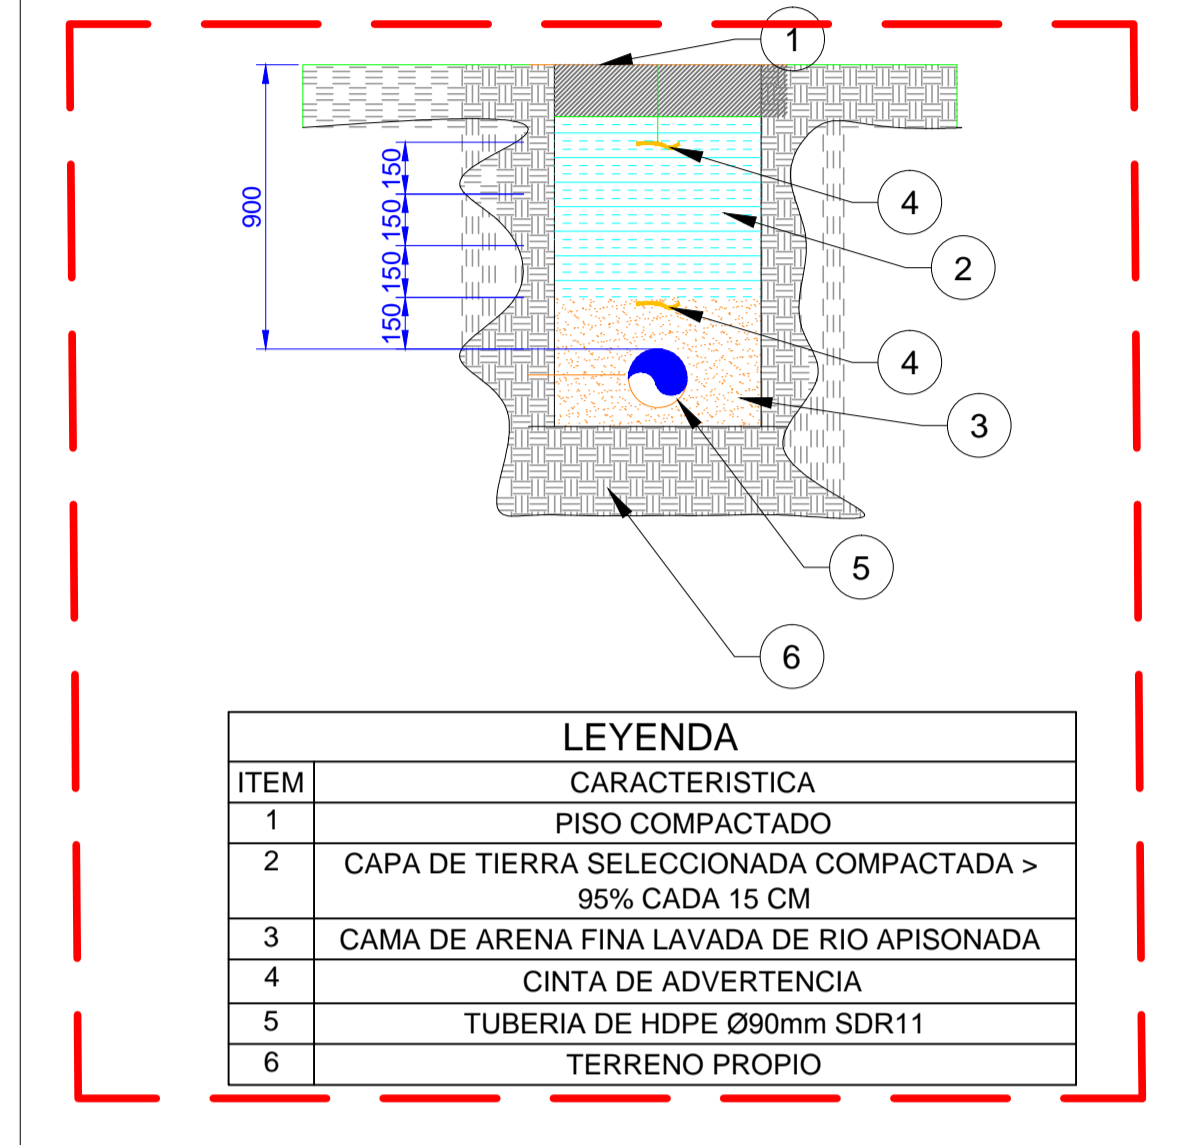 1
900
150
150
150
150
4
2
4
3
5
6
LEYENDA
ITEM CARACTERISTICA
1 PISO COMPACTADO
2 CAPA DE TIERRA SELECCIONADA COMPACTADA >
95% CADA 15 CM
3 CAMA DE ARENA FINA LAVADA DE RIO APISONADA
4 CINTA DE ADVERTENCIA
5 TUBERIA DE HDPE Ø90mm SDR11
6 TERRENO PROPIO